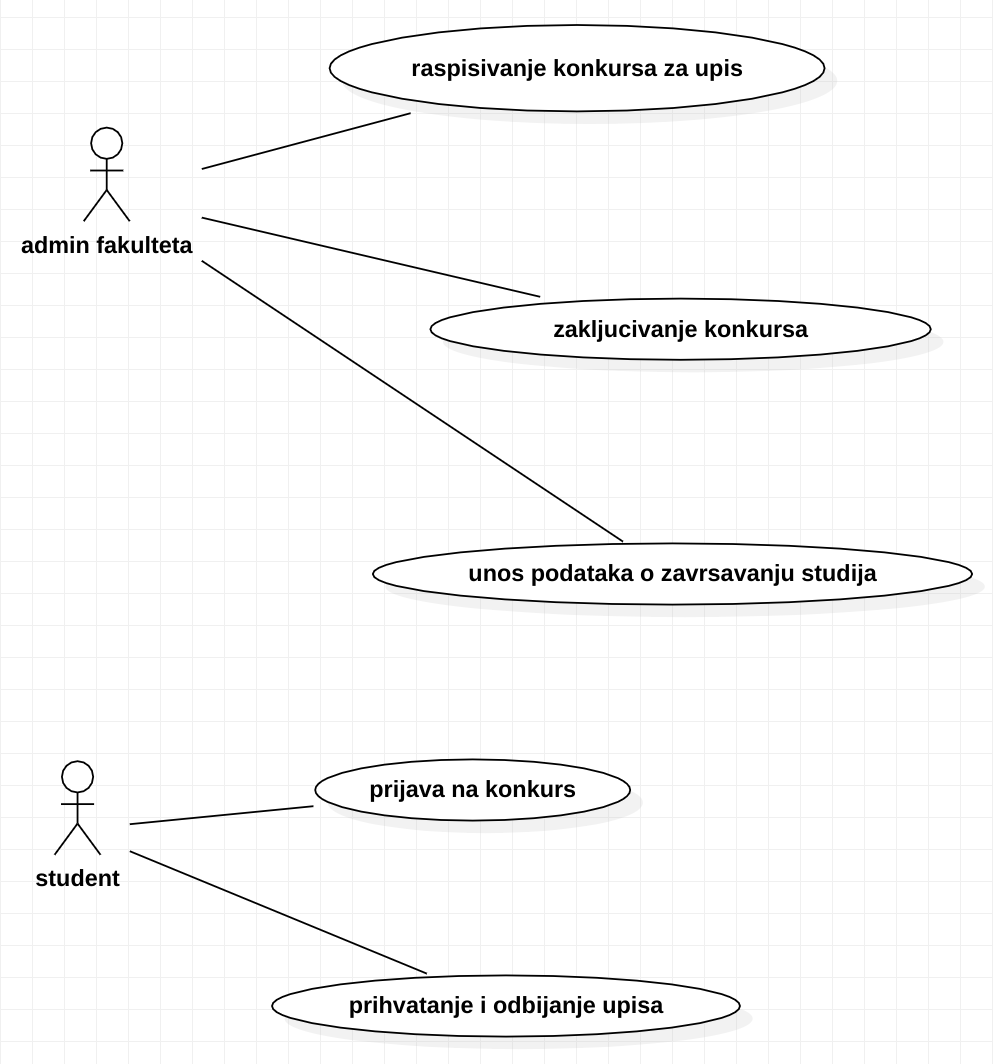 raspisivanje konkursa za upis
admin fakulteta
zakljucivanje konkursa
unos podataka o zavrsavanju studija
prijava na konkurs
student
prihvatanje i odbijanje upisa